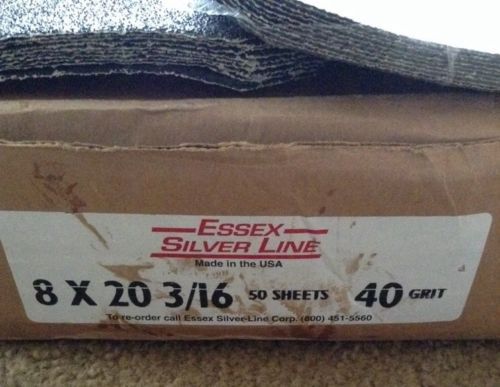 ESSEX
SILVER LINE
Made in the USA
8 X 20 3/16 50 SHEETS 40 GRIT
To re-order call Essex Silver-Line Corp. (800) 451-5560